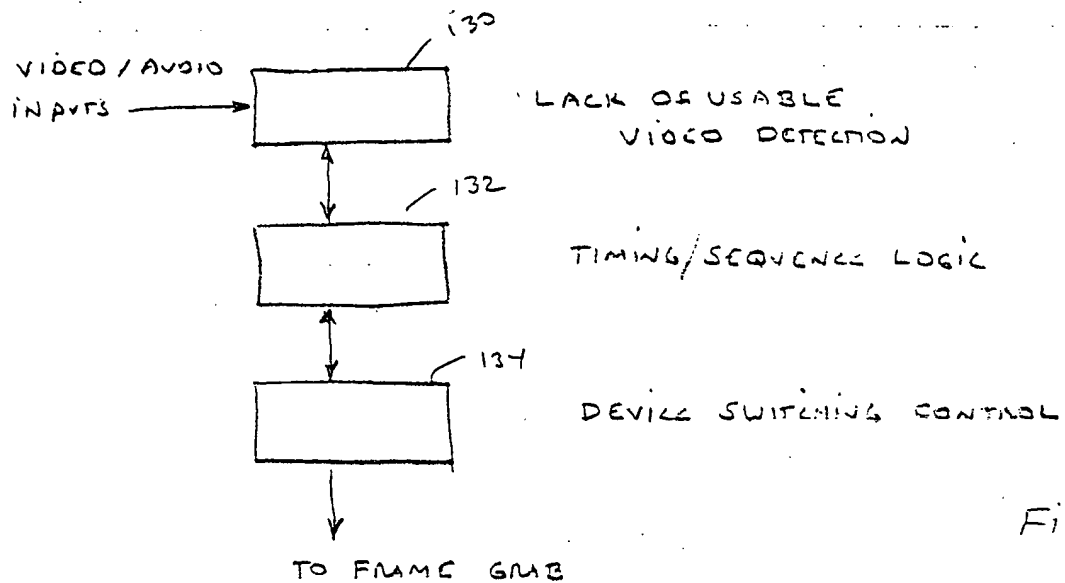 130
VIDEO / AUDIO
INPUTS
LACK OF USABLE
VIDEO DETECTION
132
TIMING/SEQUENCE LOGIC
134
DEVICE SWITCHING CONTROL
Fi
TO FRAME GRAB